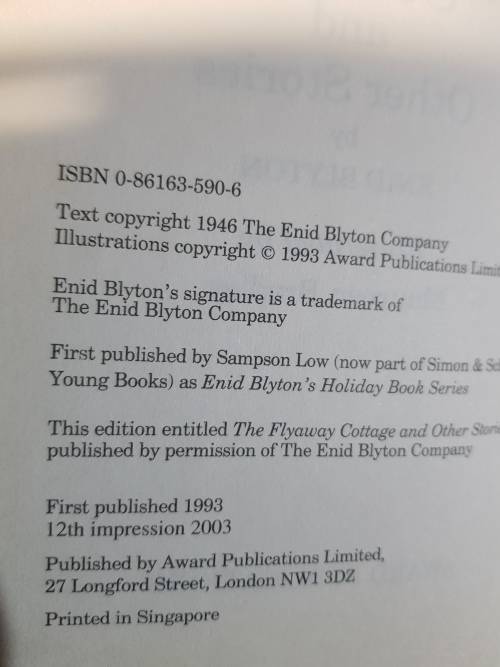 ISBN 0-86163-590-6
Text copyright 1946 The Enid Blyton Company
Illustrations copyright © 1993 Award Publications
Enid Blyton's signature is a trademark of
The Enid Blyton Company
First published by Sampson Low (now part of Simon &
Young Books) as Enid Blyton's Holiday Book Series
This edition entitled The Flyaway Cottage and Other
published by permission of The Enid Blyton Company
First published 1993
12th impression 2003
Published by Award Publications Limited,
27 Longford Street, London NW1 3DZ
Printed in Singapore